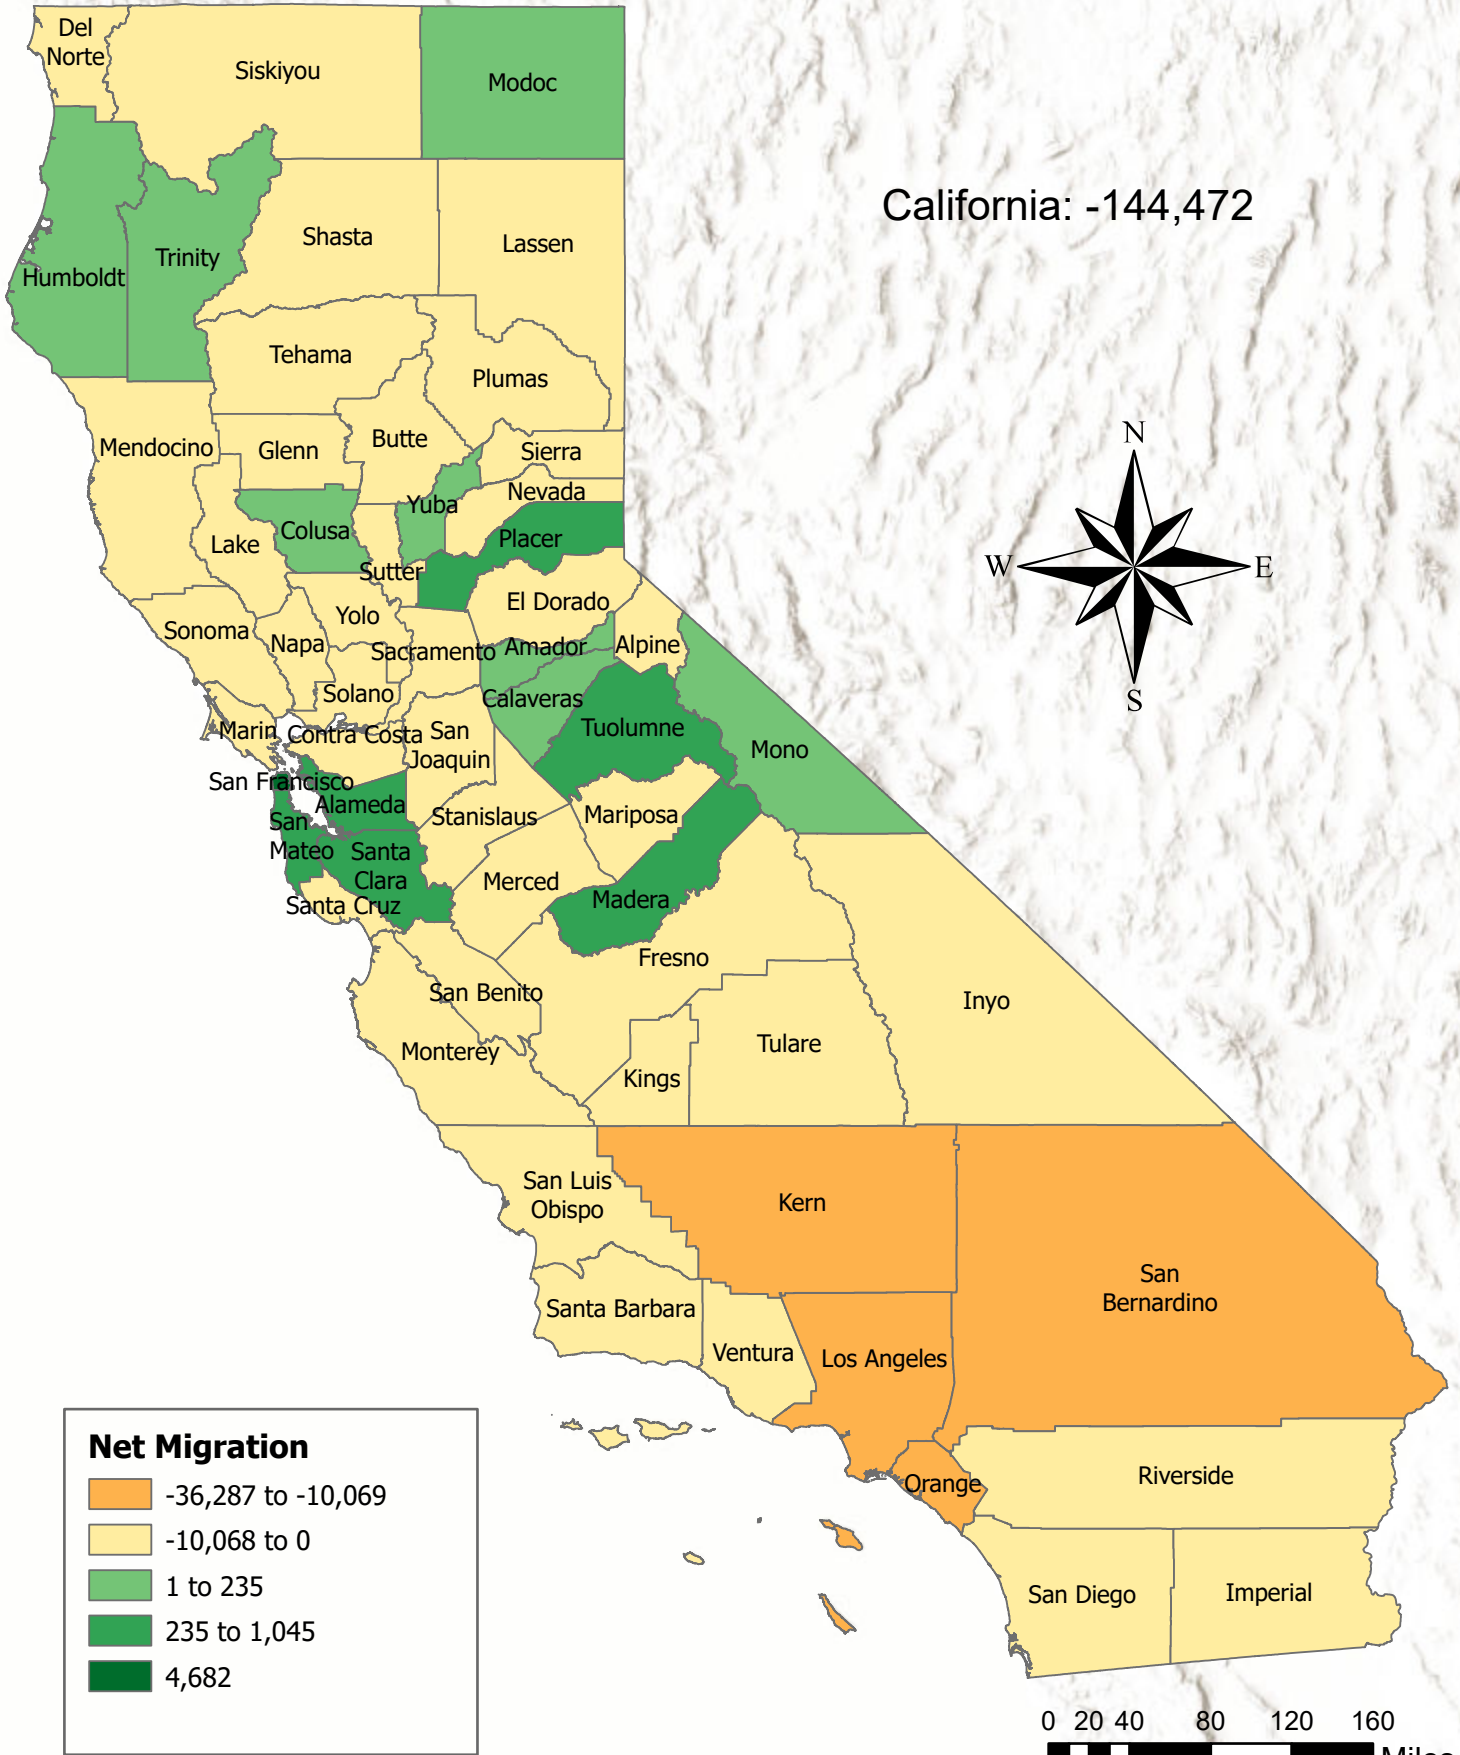 Del
Norte
Siskiyou
Modoc
California: -144,472
Shasta
Lassen
Trinity
Humboldt
Tehama
Plumas
Butte
Mendocino
Glenn
Sierra
Nevada
Yuba
Colusa
Placer
Lake
Sutter
El Dorado
Yolo
Sonoma
Napa
Sacramento
Amador
Alpine
Solano
Calaveras
Marin
Contra Costa
San
Joaquin
Tuolumne
Mono
San Francisco
Alameda
San
Mateo
Stanislaus
Mariposa
Santa
Clara
Merced
Madera
Santa Cruz
Fresno
San Benito
Inyo
Monterey
Tulare
Kings
San Luis
Obispo
Kern
San
Bernardino
Santa Barbara
Ventura
Los Angeles
Orange
Riverside
San Diego
Imperial
N
W
E
S
Net Migration
-36,287 to -10,069
-10,068 to 0
1 to 235
235 to 1,045
4,682
0 20 40 80 120 160
Miles